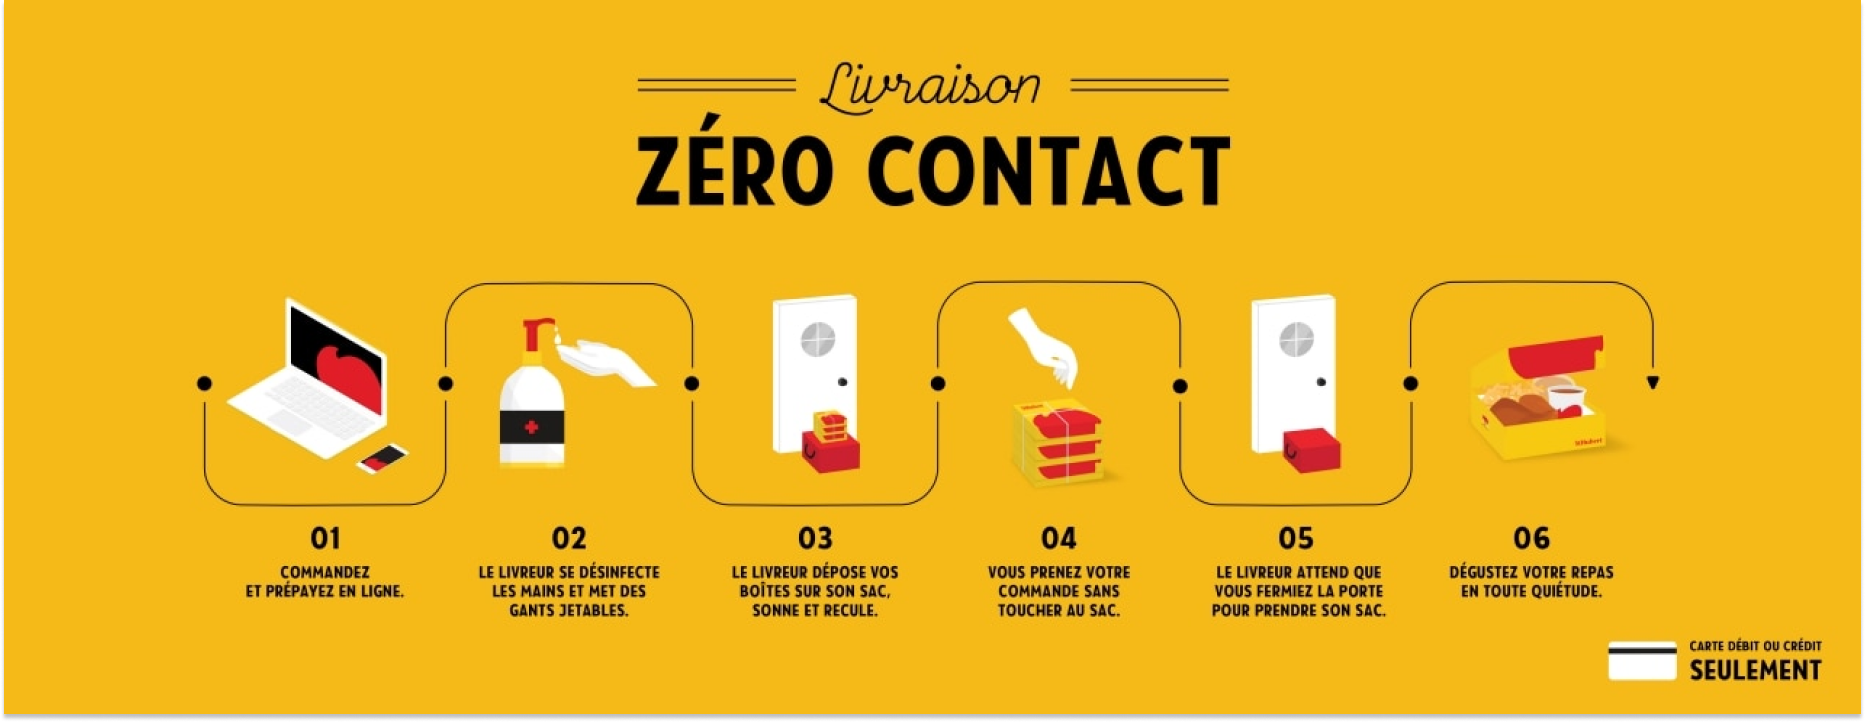 Livraison
ZÉRO CONTACT
01
COMMANDEZ
ET PRÉPAYEZ EN LIGNE.
02
LE LIVREUR SE DÉSINFECTE
LES MAINS ET MET DES
GANTS JETABLES.
03
LE LIVREUR DÉPOSE VOS
BOÎTES SUR SON SAC,
SONNE ET RECULE.
04
VOUS PRENEZ VOTRE
COMMANDE SANS
TOUCHER AU SAC.
05
LE LIVREUR ATTEND QUE
VOUS FERMIEZ LA PORTE
POUR PRENDRE SON SAC.
06
DÉGUSTEZ VOTRE REPAS
EN TOUTE QUIÉTUDE.
CARTE DÉBIT OU CRÉDIT
SEULEMENT